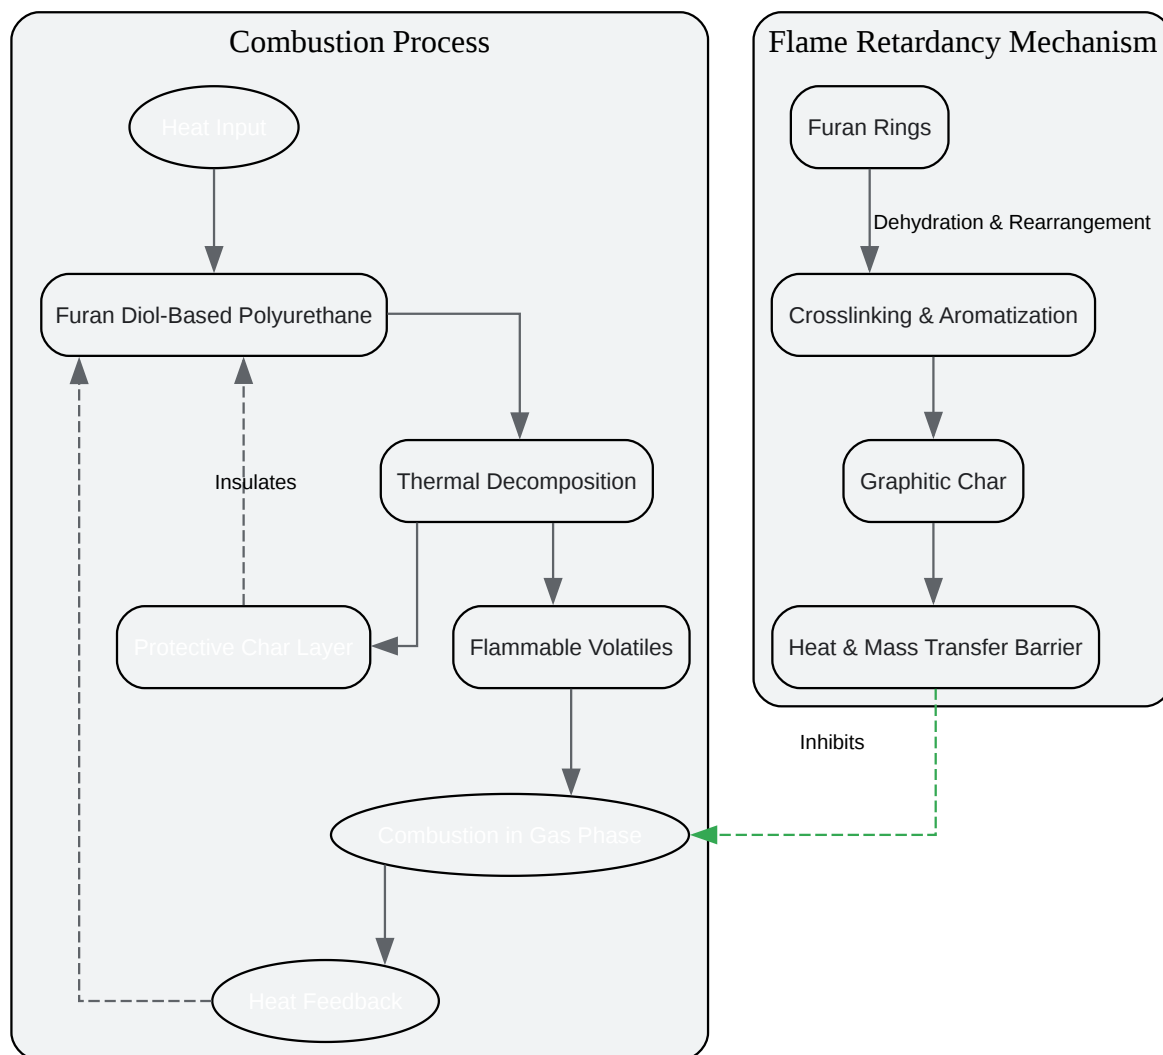 Combustion Process
Heat Input
Furan Diol-Based Polyurethane
Thermal Decomposition
Insulates
Protective Char Layer
Flammable Volatiles
Combustion in Gas Phase
Heat Feedback
Flame Retardancy Mechanism
Furan Rings
Dehydration & Rearrangement
Crosslinking & Aromatization
Graphitic Char
Heat & Mass Transfer Barrier
Inhibits